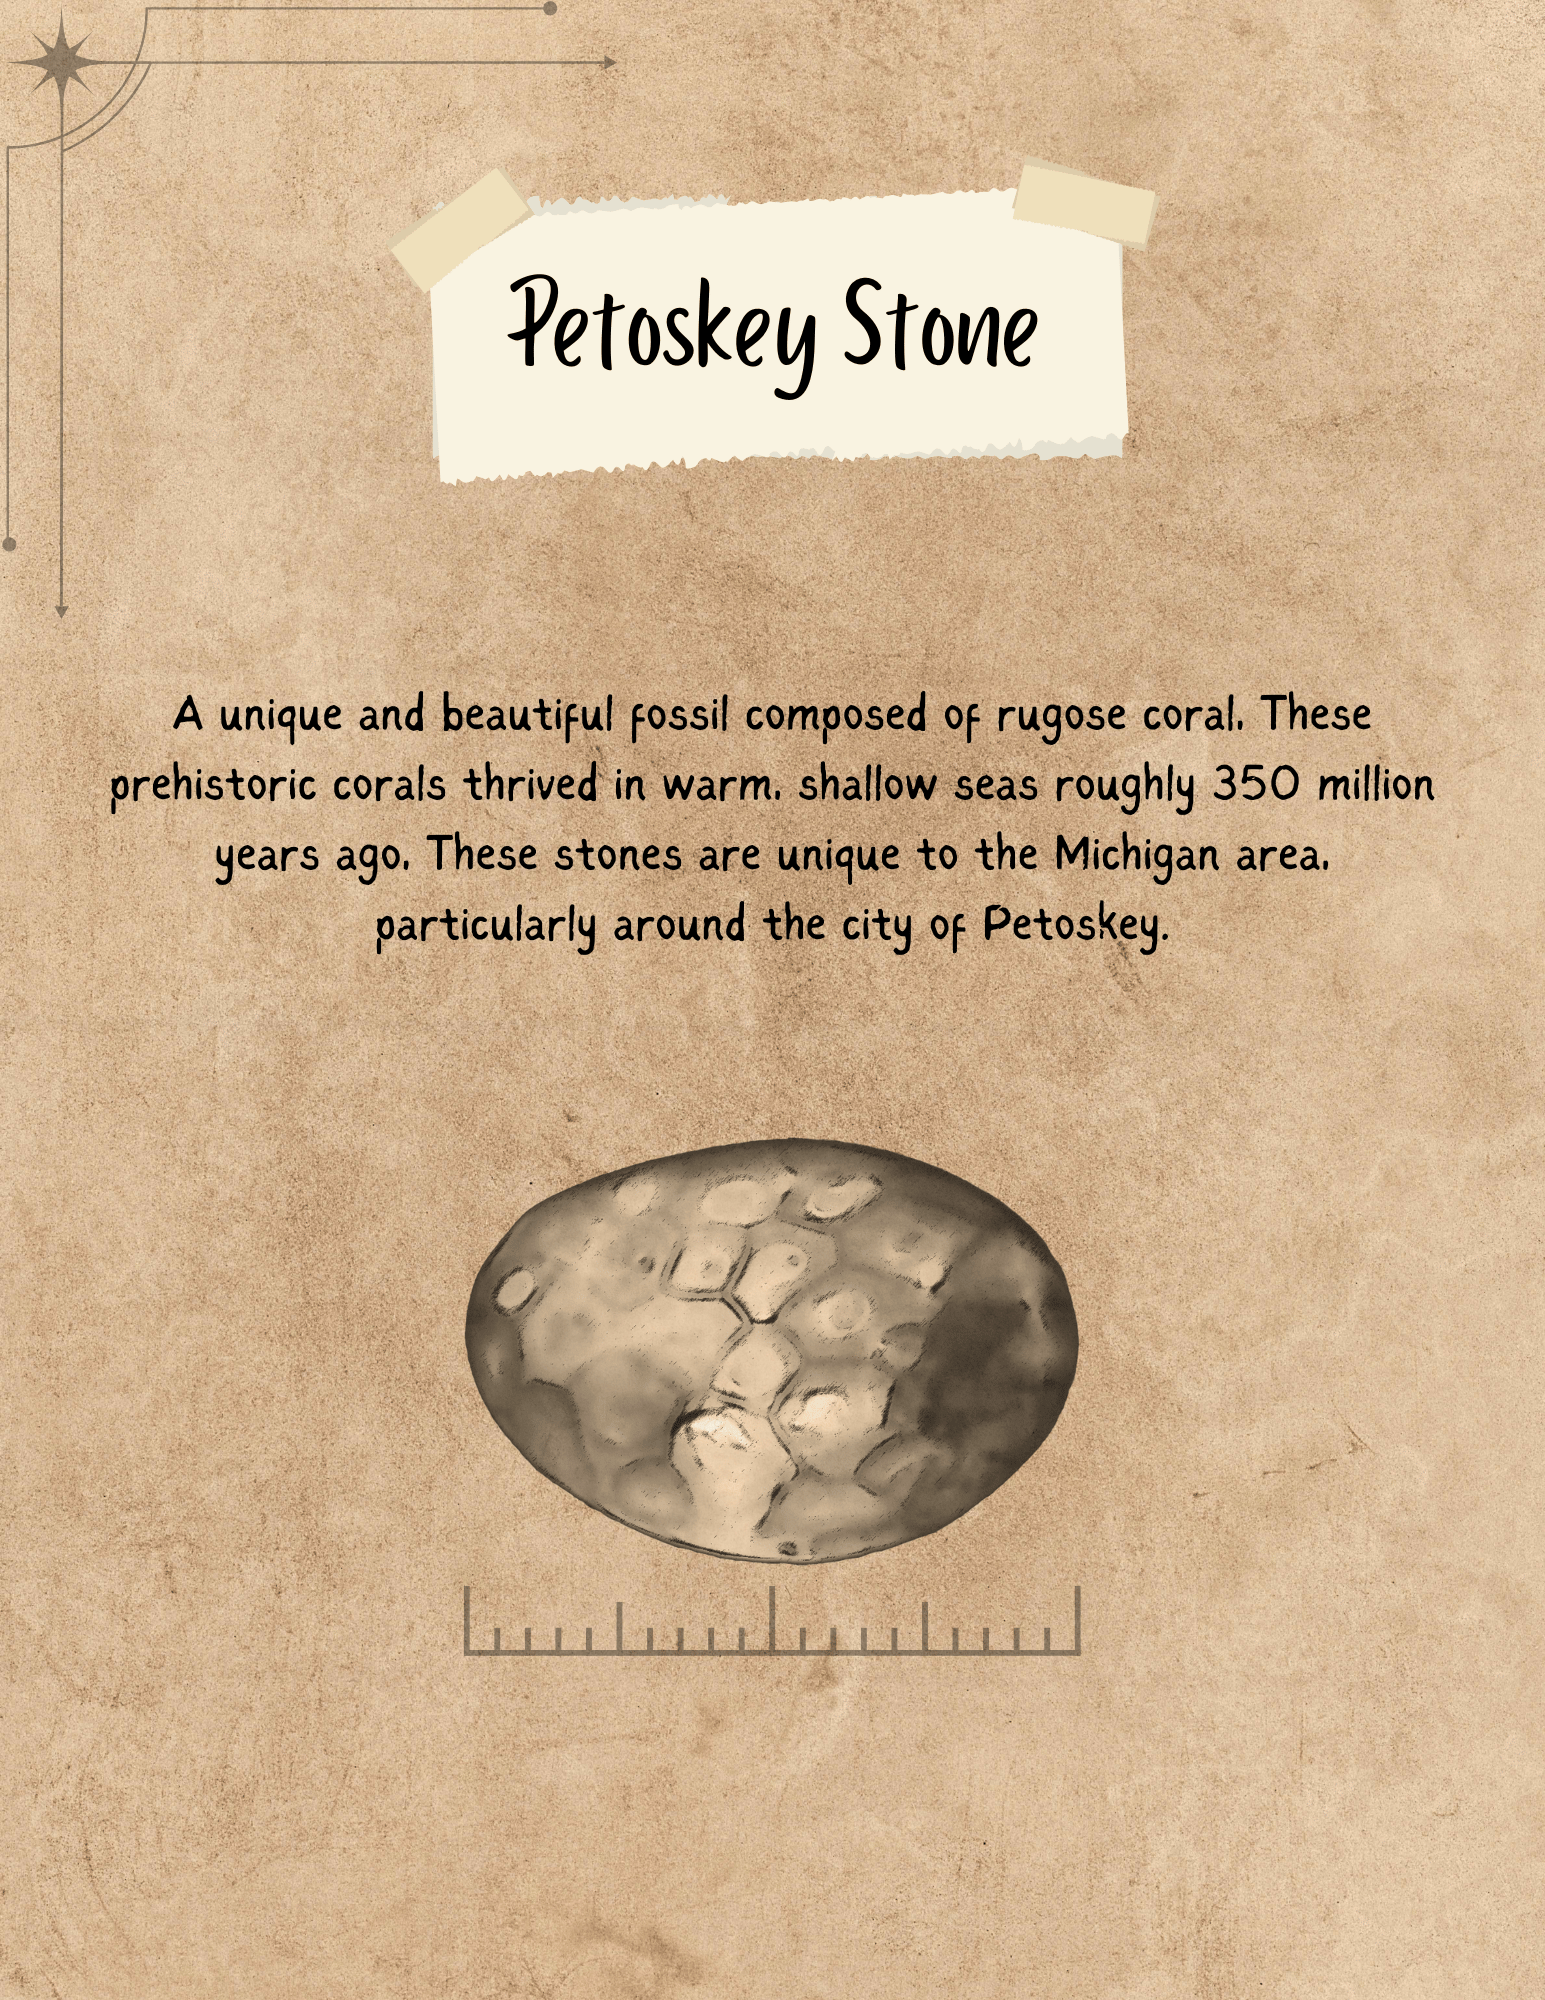 Petoskey Stone
A unique and beautiful fossil composed of rugose coral. These
prehistoric corals thrived in warm, shallow seas roughly 350 million
years ago. These stones are unique to the Michigan area,
particularly around the city of Petoskey.